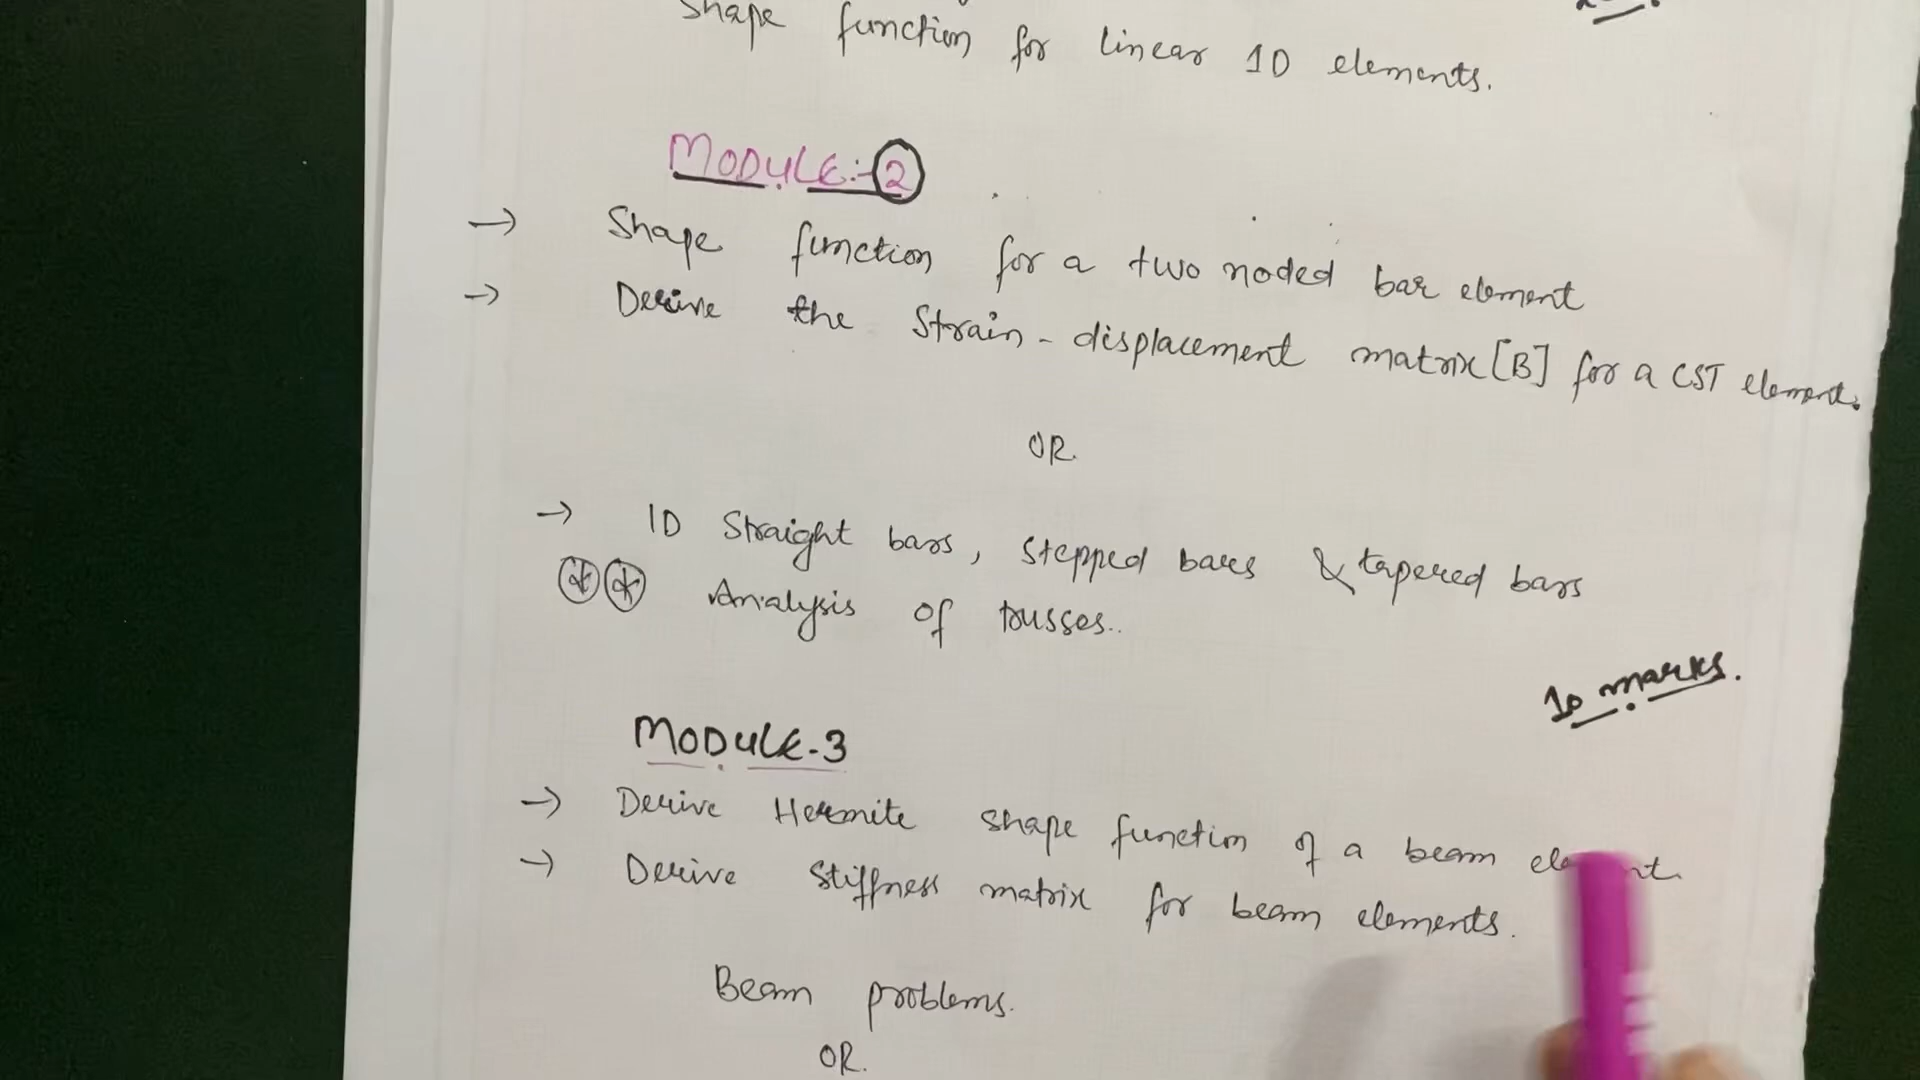 Shape function for linear 1D elements.
MODULE:-2
→ Shape function for a two noded bar element
→ Derive the Strain-displacement matrix [B] for a CST element.
OR.
→ 1D Straight bars, stepped bars & tapered bars
Analysis of trusses..
10 marks.
MODULE-3
→ Derive Hermite shape function of a beam element.
→ Derive stiffness matrix for beam elements.
Beam problems.
OR.